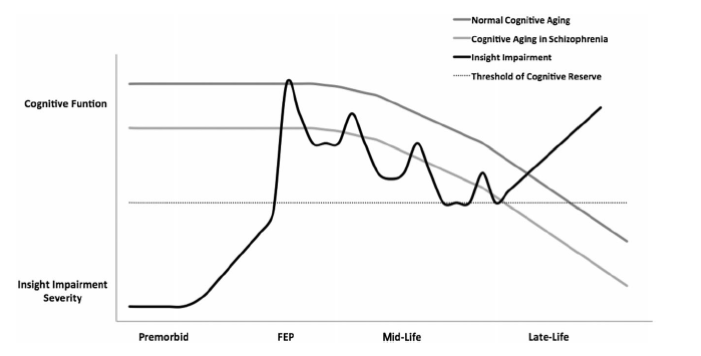 Normal Cognitive Aging
Cognitive Aging in Schizophrenia
Insight Impairment
Threshold of Cognitive Reserve
Cognitive Funtion
Insight Impairment
Severity
Premorbid
FEP
Mid-Life
Late-Life